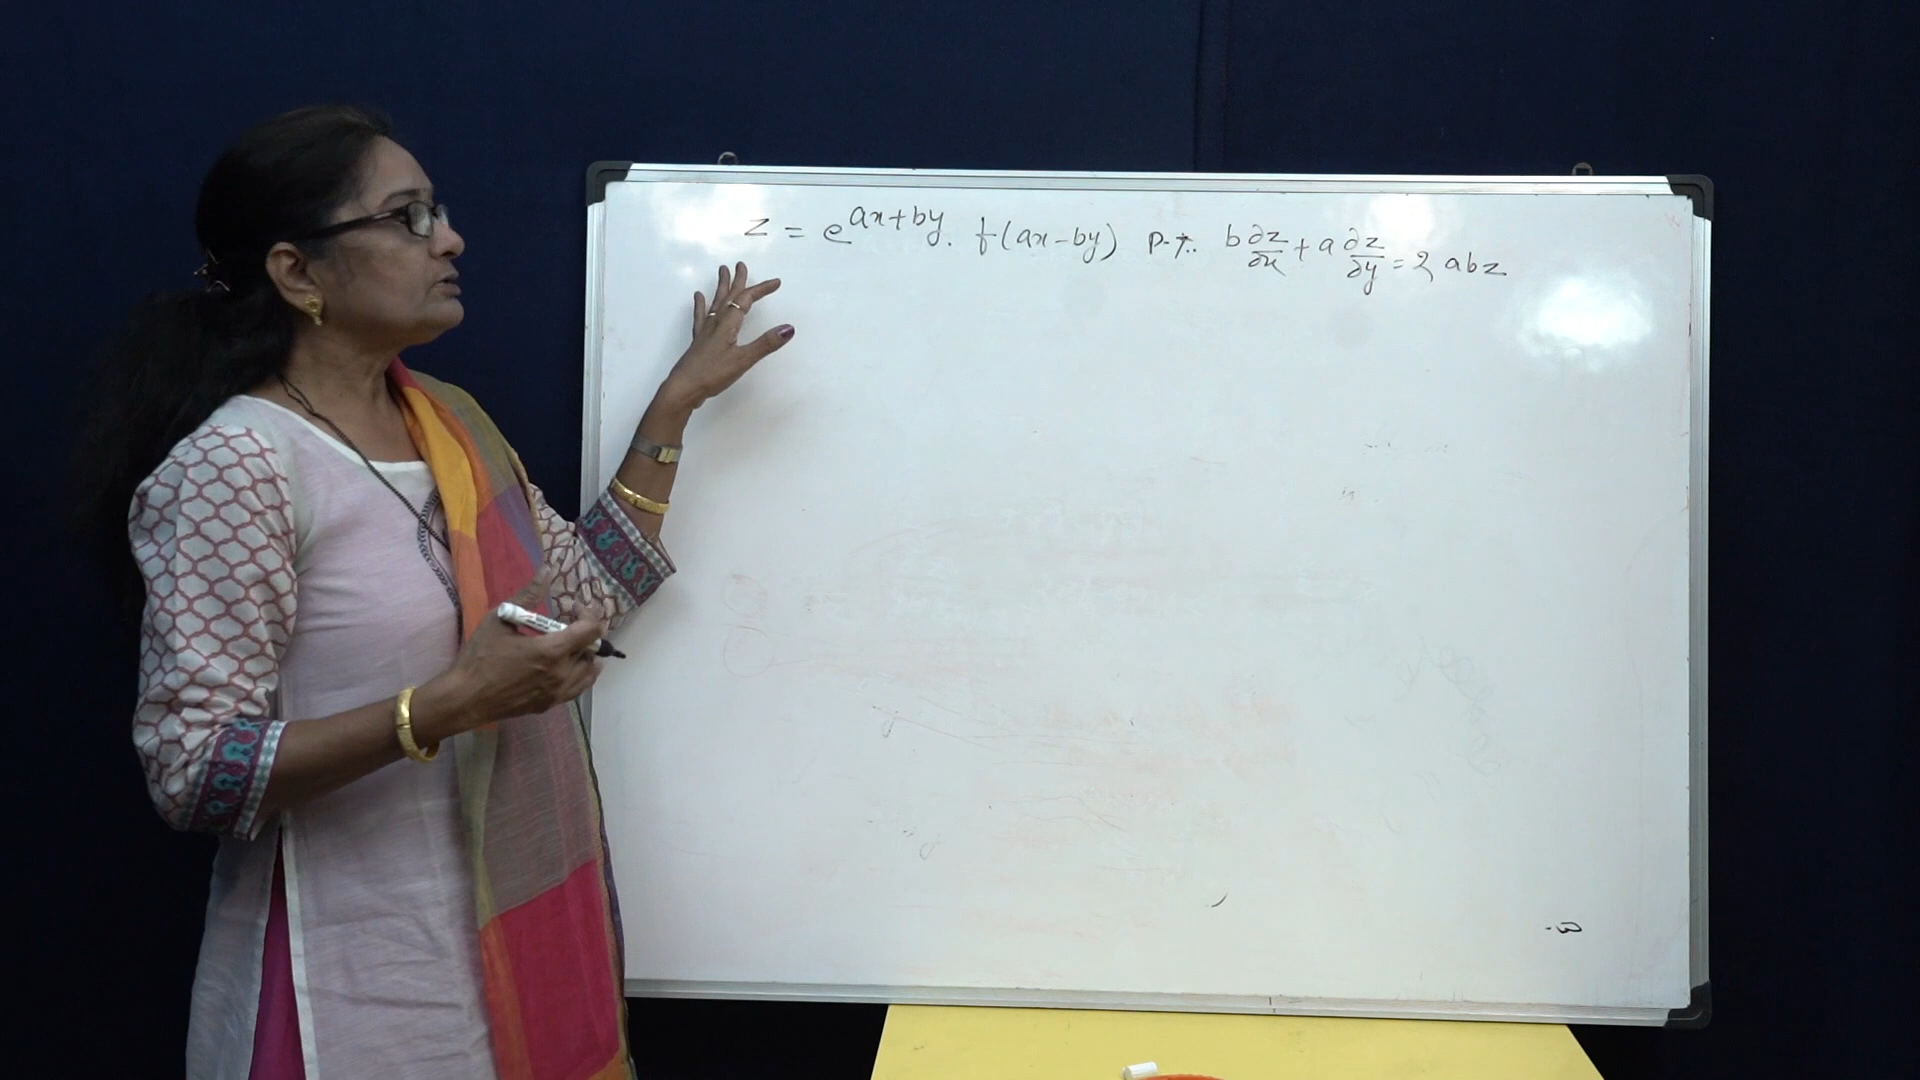 z = e^{ax+by}. f(ax-by) P.T. b ∂z/∂x + a ∂z/∂y = 2abz